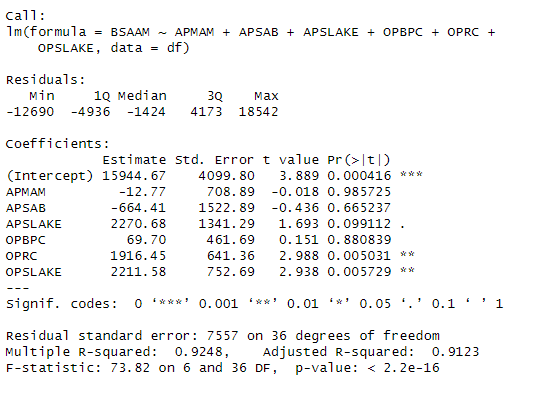 Call:
lm(formula = BSAAM ~ APMAM + APSAB + APSLAKE + OPBPC + OPRC +
    OPSLAKE, data = df)

Residuals:
   Min     1Q Median     3Q    Max
-12690  -4936  -1424   4173  18542

Coefficients:
            Estimate Std. Error t value Pr(>|t|)
(Intercept) 15944.67    4099.80   3.889 0.000416 ***
APMAM         -12.77     708.89  -0.018 0.985725
APSAB        -664.41    1522.89  -0.436 0.665237
APSLAKE      2270.68    1341.29   1.693 0.099112 .
OPBPC          69.70     461.69   0.151 0.880839
OPRC         1916.45     641.36   2.988 0.005031 **
OPSLAKE      2211.58     752.69   2.938 0.005729 **
---
Signif. codes:  0 ‘***’ 0.001 ‘**’ 0.01 ‘*’ 0.05 ‘.’ 0.1 ‘ ’ 1

Residual standard error: 7557 on 36 degrees of freedom
Multiple R-squared:  0.9248,    Adjusted R-squared:  0.9123
F-statistic: 73.82 on 6 and 36 DF,  p-value: < 2.2e-16